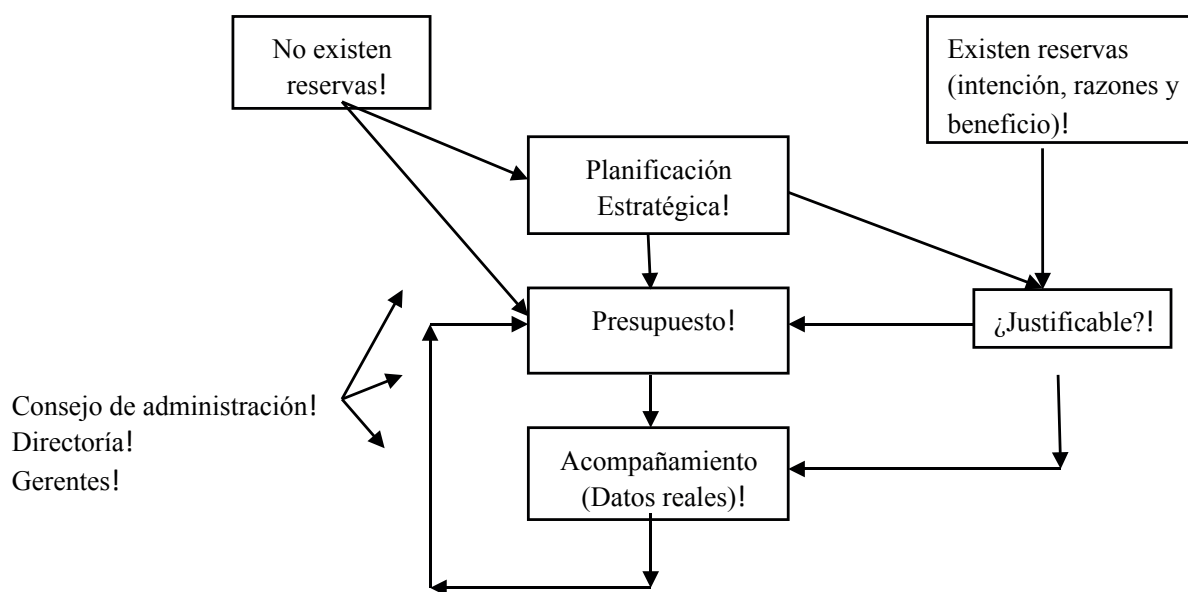 No existen
reservas!
Existen reservas
(intención, razones y
beneficio)!
Planificación
Estratégica!
Presupuesto!
¿Justificable?!
Consejo de administración!
Directoría!
Gerentes!
Acompañamiento
(Datos reales)!